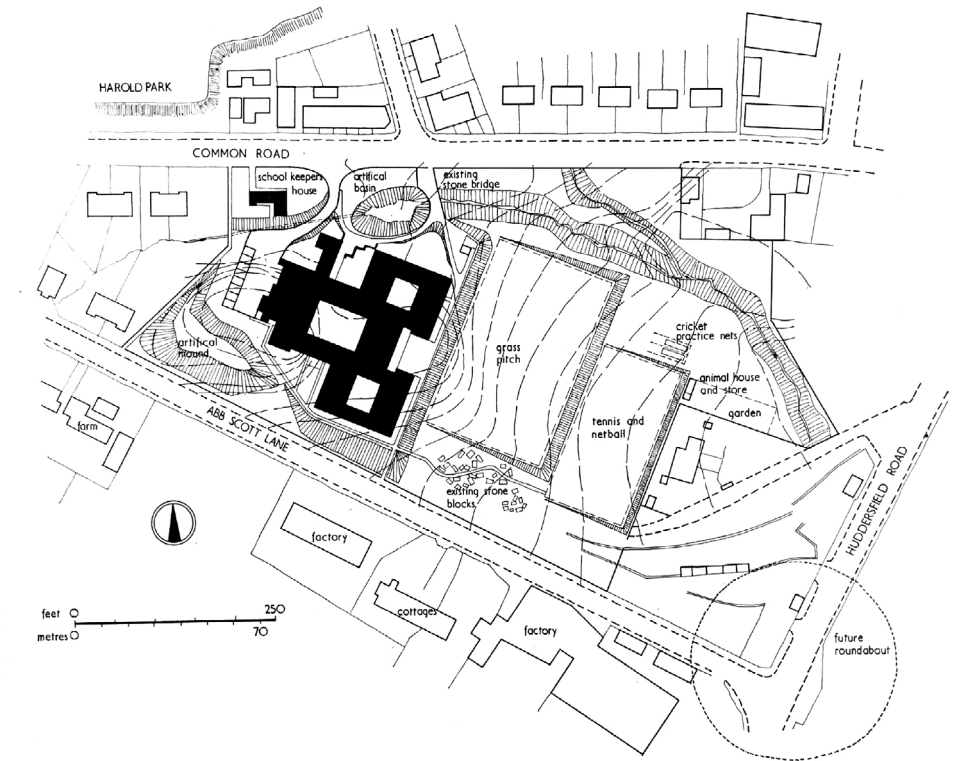 HAROLD PARK
COMMON ROAD
school keepers
house
artifical
basin
existing
stone bridge
artifical
mound
grass
pitch
cricket
practice nets
animal house
and store
garden
tennis and
netball
ABB SCOTT LANE
farm
existing stone
blocks
HUDDERSFIELD ROAD
factory
cottages
factory
future
roundabout
feet 0 250
metres 0 70